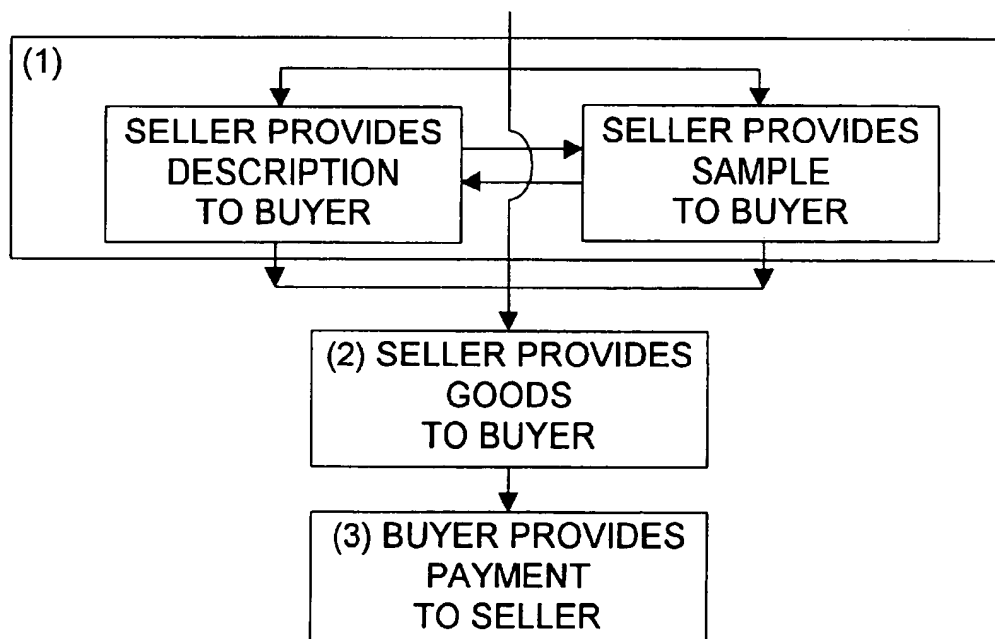 (1)
SELLER PROVIDES
DESCRIPTION
TO BUYER
SELLER PROVIDES
SAMPLE
TO BUYER
(2) SELLER PROVIDES
GOODS
TO BUYER
(3) BUYER PROVIDES
PAYMENT
TO SELLER